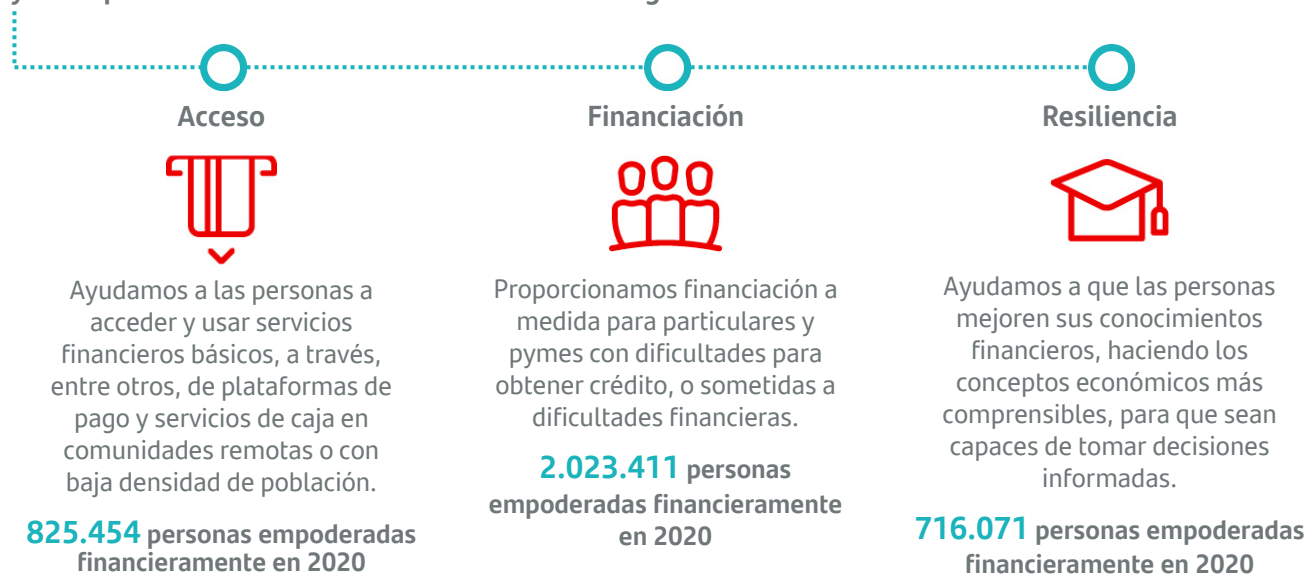 Acceso
Ayudamos a las personas a
acceder y usar servicios
financieros básicos, a través,
entre otros, de plataformas de
pago y servicios de caja en
comunidades remotas o con
baja densidad de población.
825.454 personas empoderadas
financieramente en 2020
Financiación
Proporcionamos financiación a
medida para particulares y
pymes con dificultades para
obtener crédito, o sometidas a
dificultades financieras.
2.023.411 personas
empoderadas financieramente
en 2020
Resiliencia
Ayudamos a que las personas
mejoren sus conocimientos
financieros, haciendo los
conceptos económicos más
comprensibles, para que sean
capaces de tomar decisiones
informadas.
716.071 personas empoderadas
financieramente en 2020